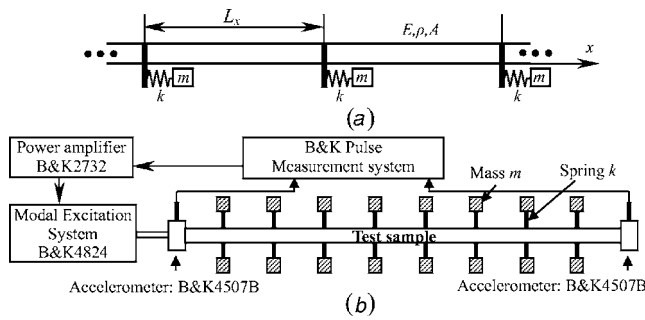 L_x
E,ρ,A
x
m
m
m
k
k
k
(a)
Power amplifier
B&K2732
B&K Pulse
Measurement system
Mass m
Spring k
Modal Excitation
System
B&K4824
Test sample
Accelerometer: B&K4507B
Accelerometer: B&K4507B
(b)